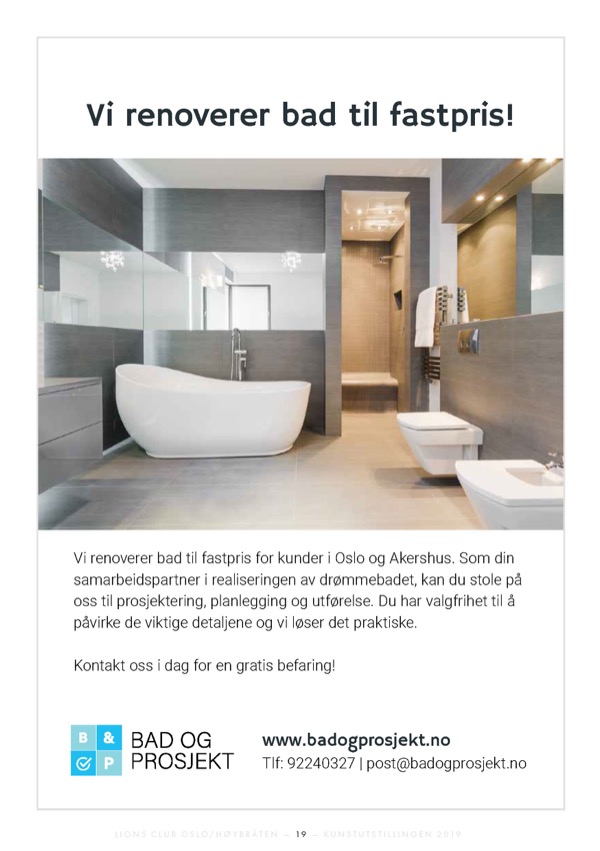 Vi renoverer bad til fastpris!
Vi renoverer bad til fastpris for kunder i Oslo og Akershus. Som din
samarbeidspartner i realiseringen av drømmebadet, kan du stole på
oss til prosjektering, planlegging og utførelse. Du har valgfrihet til å
påvirke de viktige detaljene og vi løser det praktiske.
Kontakt oss i dag for en gratis befaring!
B &
P
BAD OG
PROSJEKT
www.badogprosjekt.no
Tlf: 92240327 | post@badogprosjekt.no
LIONS CLUB OSLO/HØYBRÅTEN – 19 – KUNSTUTSTILLINGEN 2019